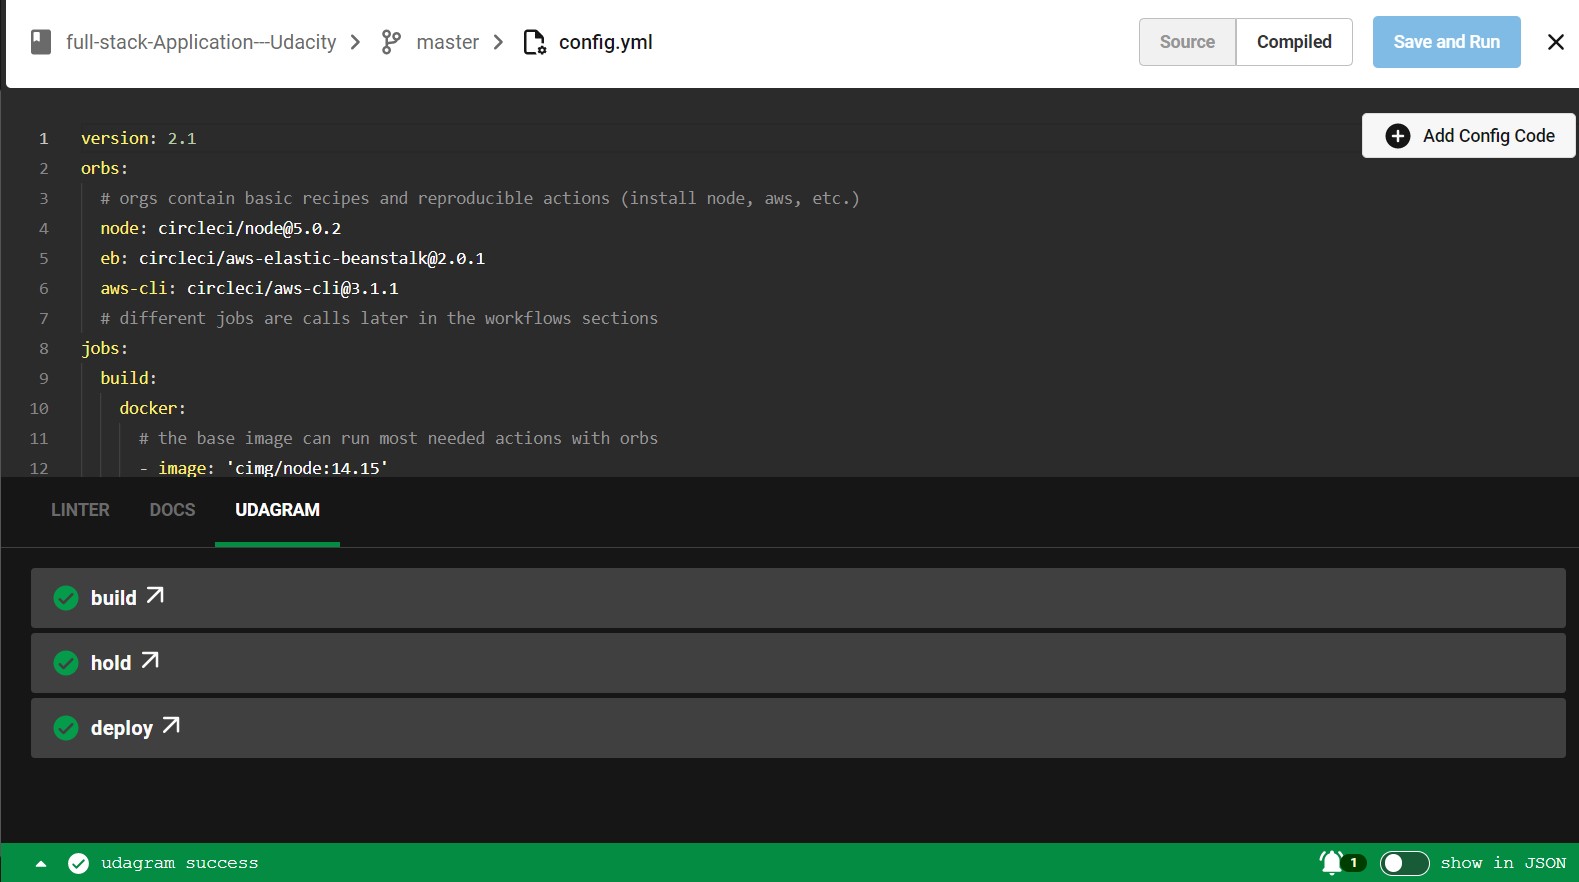 full-stack-Application---Udacity > master > config.yml Source Compiled Save and Run
Add Config Code
1 version: 2.1
2 orbs:
3 # orgs contain basic recipes and reproducible actions (install node, aws, etc.)
4 node: circleci/node@5.0.2
5 eb: circleci/aws-elastic-beanstalk@2.0.1
6 aws-cli: circleci/aws-cli@3.1.1
7 # different jobs are calls later in the workflows sections
8 jobs:
9 build:
10 docker:
11 # the base image can run most needed actions with orbs
12 - image: 'cimg/node:14.15'
LINTER DOCS UDAGRAM
build
hold
deploy
udagram success 1 show in JSON